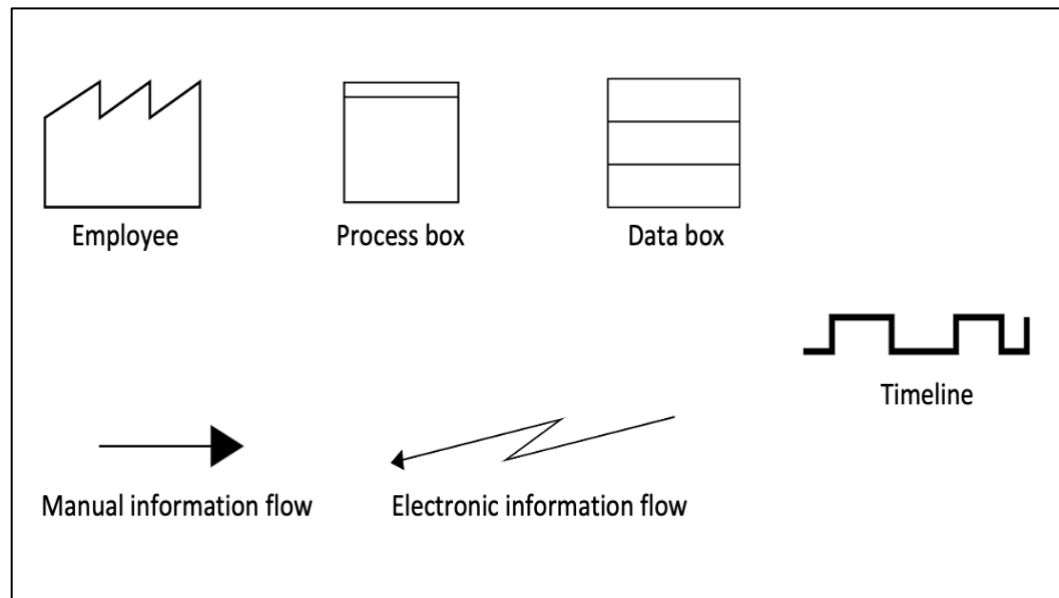 Employee
Process box
Data box
Timeline
Manual information flow
Electronic information flow